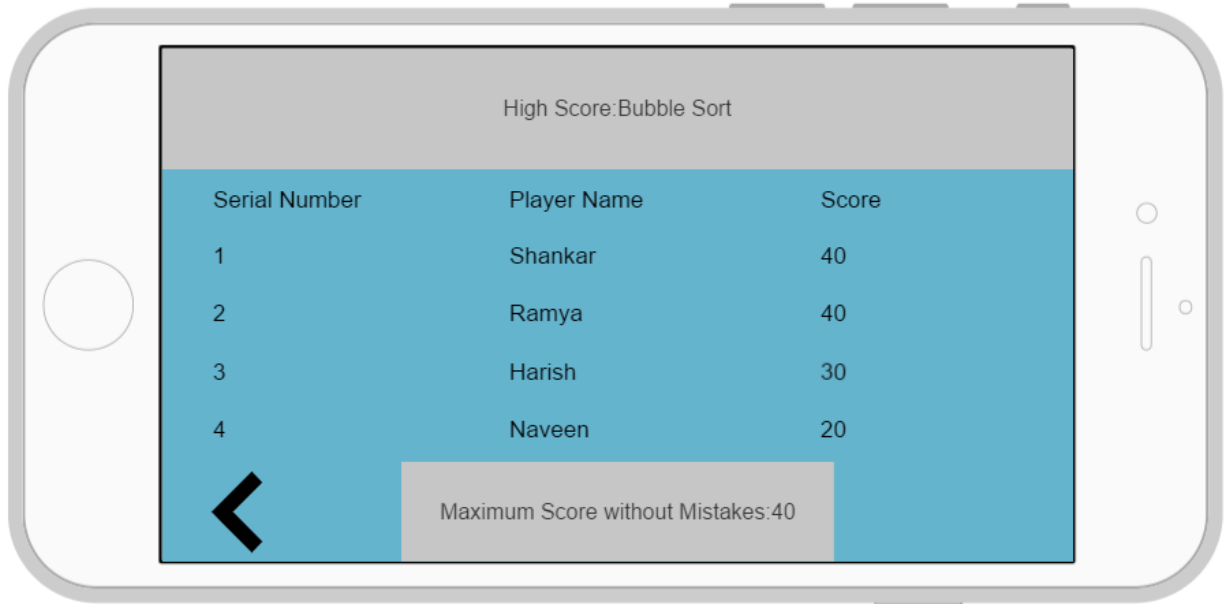 High Score:Bubble Sort
Serial Number Player Name Score
1 Shankar 40
2 Ramya 40
3 Harish 30
4 Naveen 20
Maximum Score without Mistakes:40